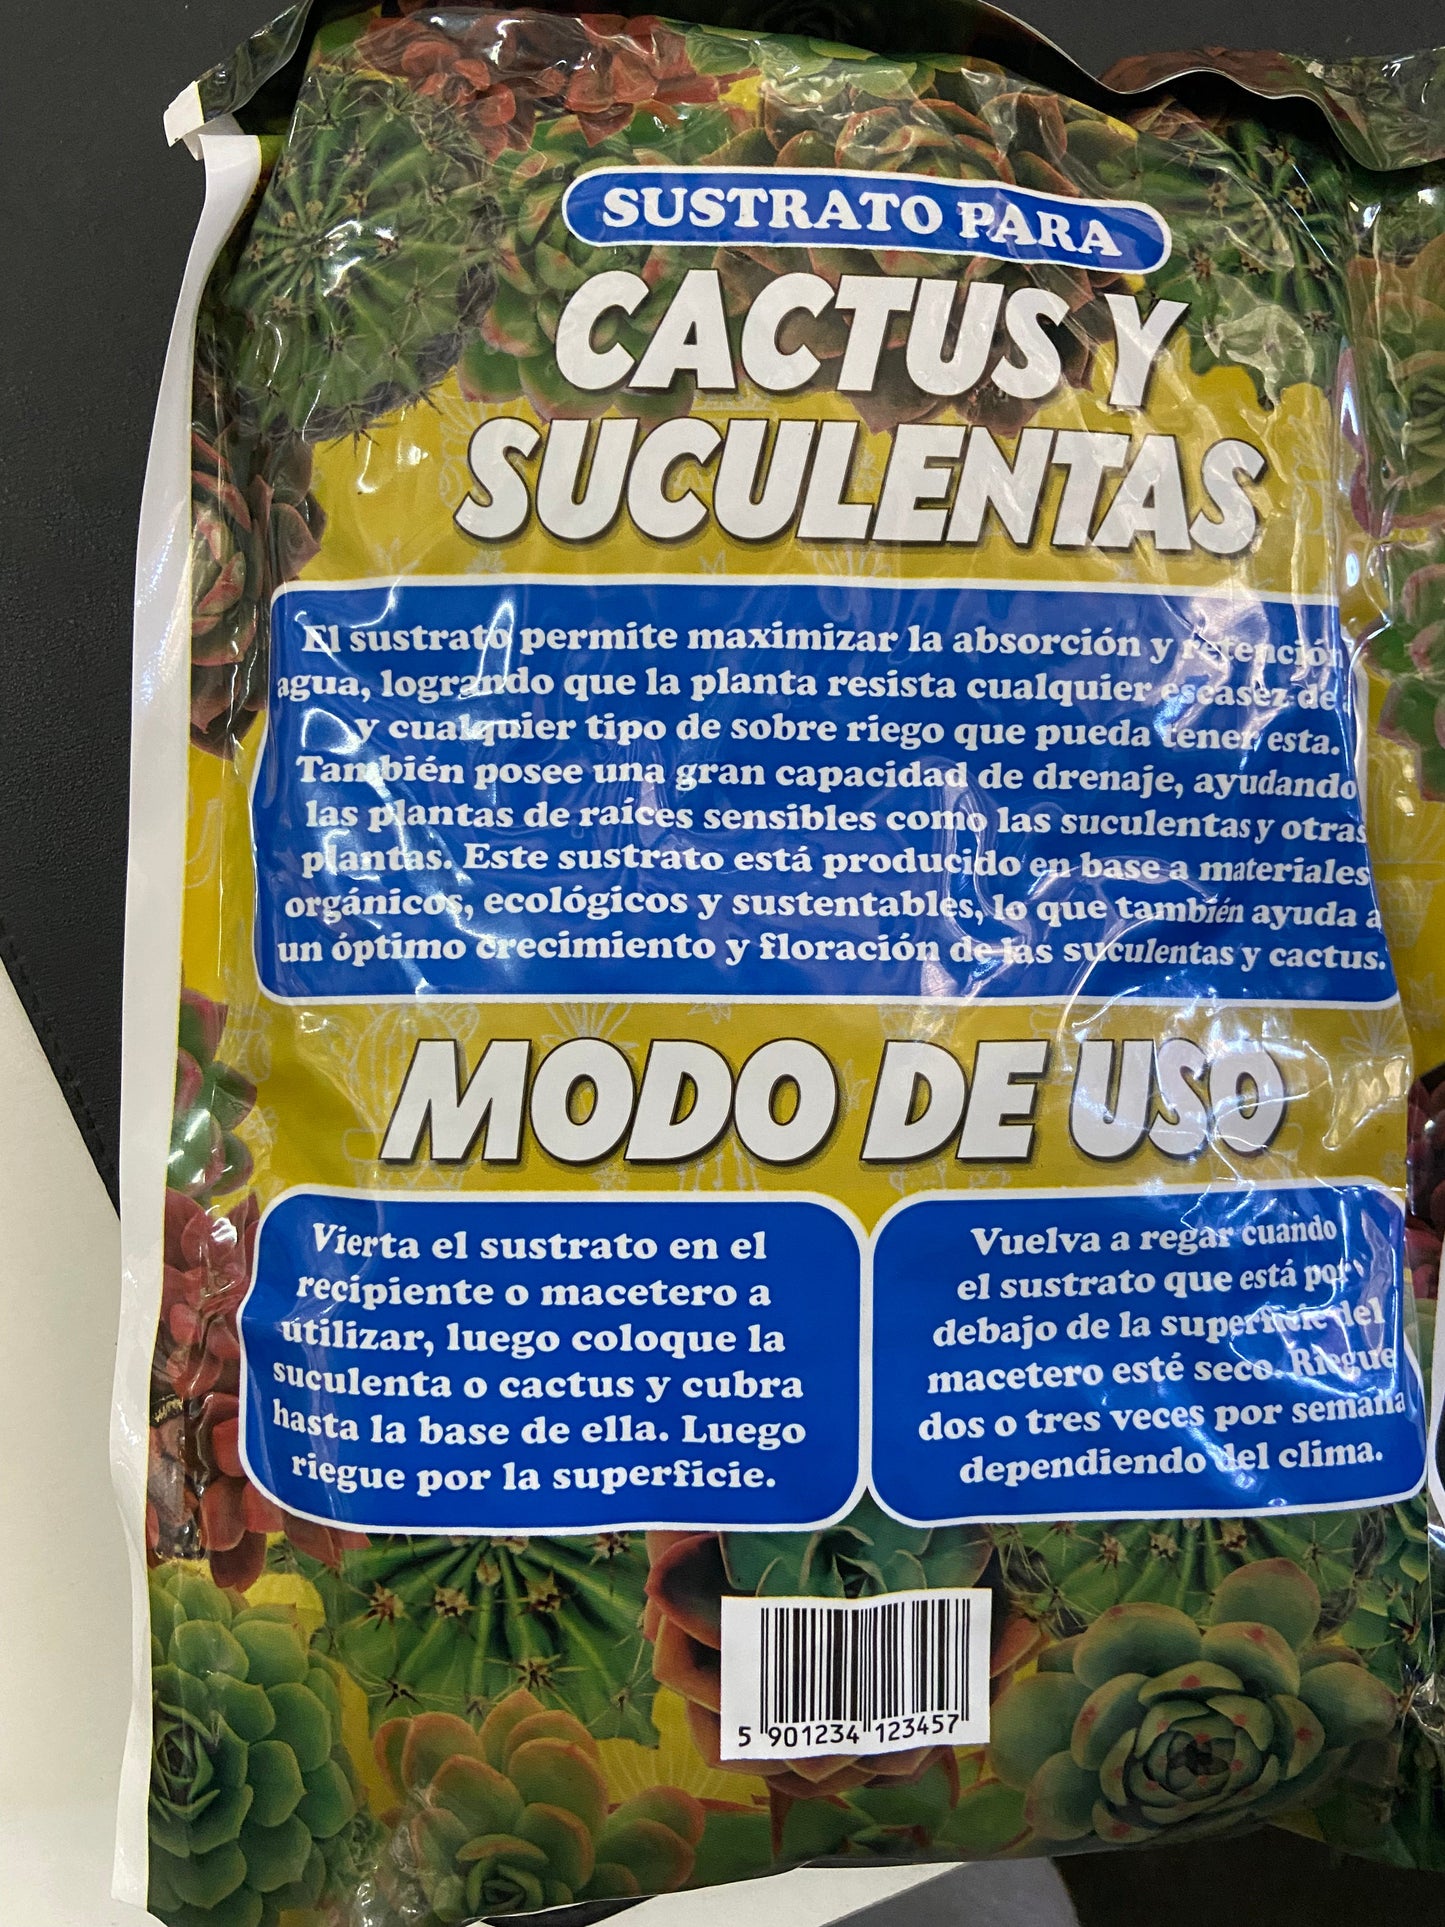 SUSTRATO PARA
CACTUS Y
SUCULENTAS
El sustrato permite maximizar la absorción y retención
agua, logrando que la planta resista cualquier escasez de
y cualquier tipo de sobre riego que pueda tener esta.
También posee una gran capacidad de drenaje, ayudando
las plantas de raíces sensibles como las suculentas y otras
plantas. Este sustrato está producido en base a materiales
orgánicos, ecológicos y sustentables, lo que también ayuda a
un óptimo crecimiento y floración de las suculentas y cactus.
MODO DE USO
Vierta el sustrato en el
recipiente o macetero a
útilizar, luego coloque la
suculenta o cactus y cubra
hasta la base de ella. Luego
riegue por la superficie.
Vuelva a regar cuando
el sustrato que está por
debajo de la superficie del
macetero esté seco. Riegue
dos o tres veces por semana
dependiendo del clima.
5 901234 123457